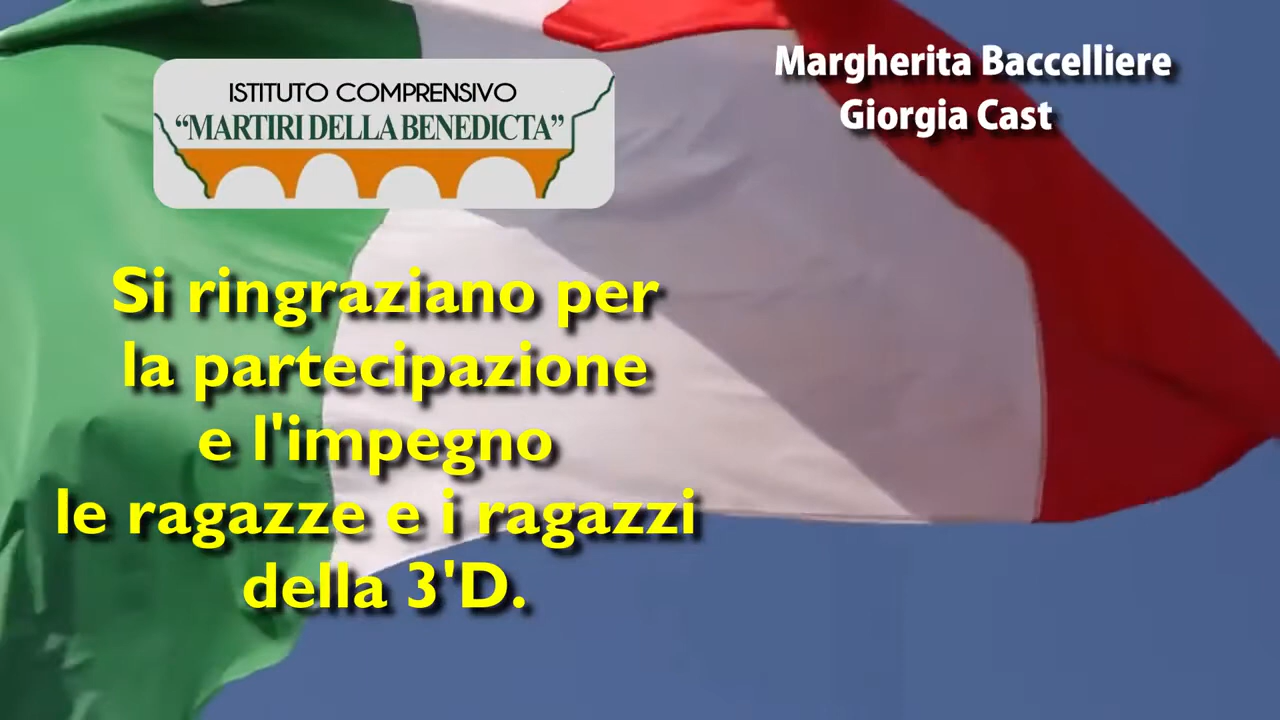 ISTITUTO COMPRENSIVO
“MARTIRI DELLA BENEDICTA”
Margherita Baccelliere
Giorgia Cast
Si ringraziano per
la partecipazione
e l'impegno
le ragazze e i ragazzi
della 3'D.